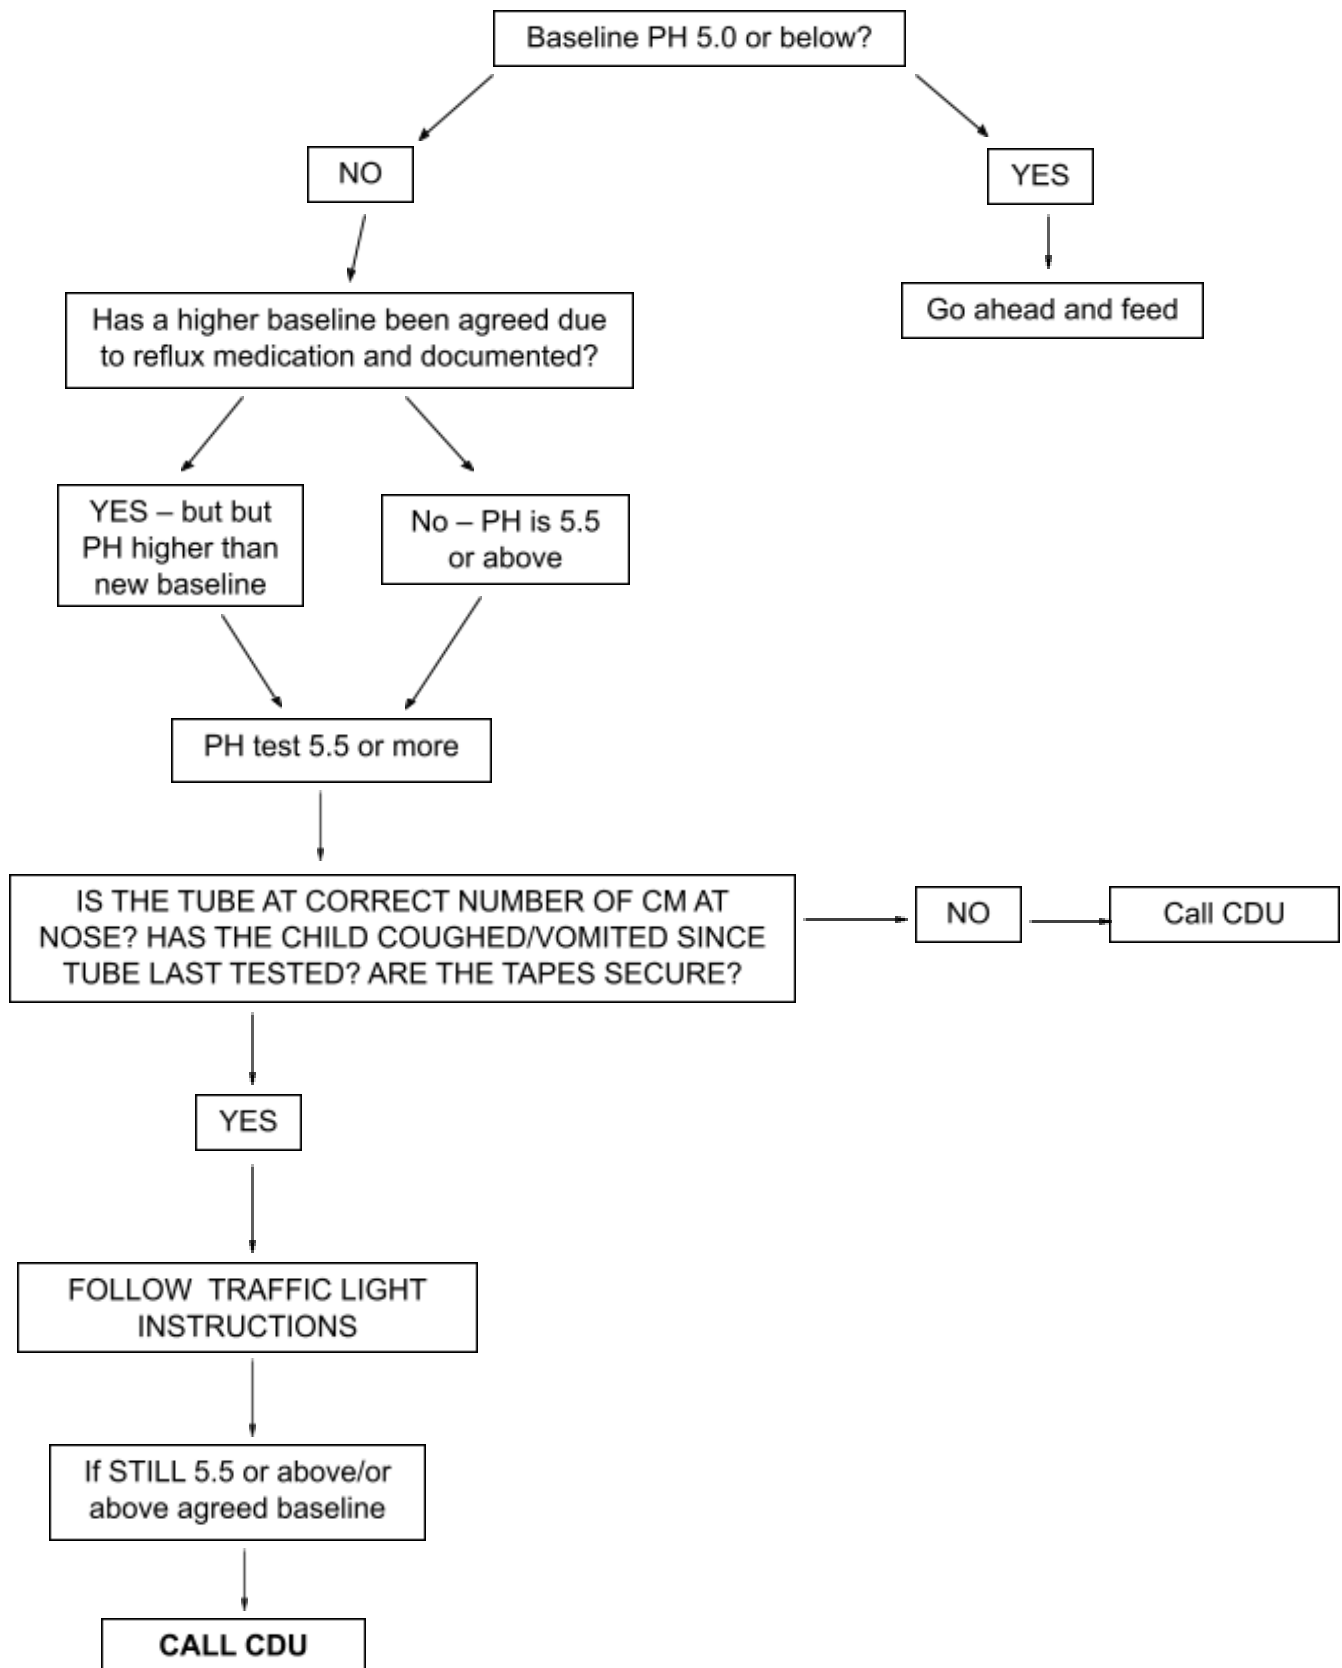 Baseline PH 5.0 or below?
NO
YES
Go ahead and feed
Has a higher baseline been agreed due
to reflux medication and documented?
YES – but but
PH higher than
new baseline
No – PH is 5.5
or above
PH test 5.5 or more
IS THE TUBE AT CORRECT NUMBER OF CM AT
NOSE? HAS THE CHILD COUGHED/VOMITED SINCE
TUBE LAST TESTED? ARE THE TAPES SECURE?
NO
Call CDU
YES
FOLLOW TRAFFIC LIGHT
INSTRUCTIONS
If STILL 5.5 or above/or
above agreed baseline
CALL CDU